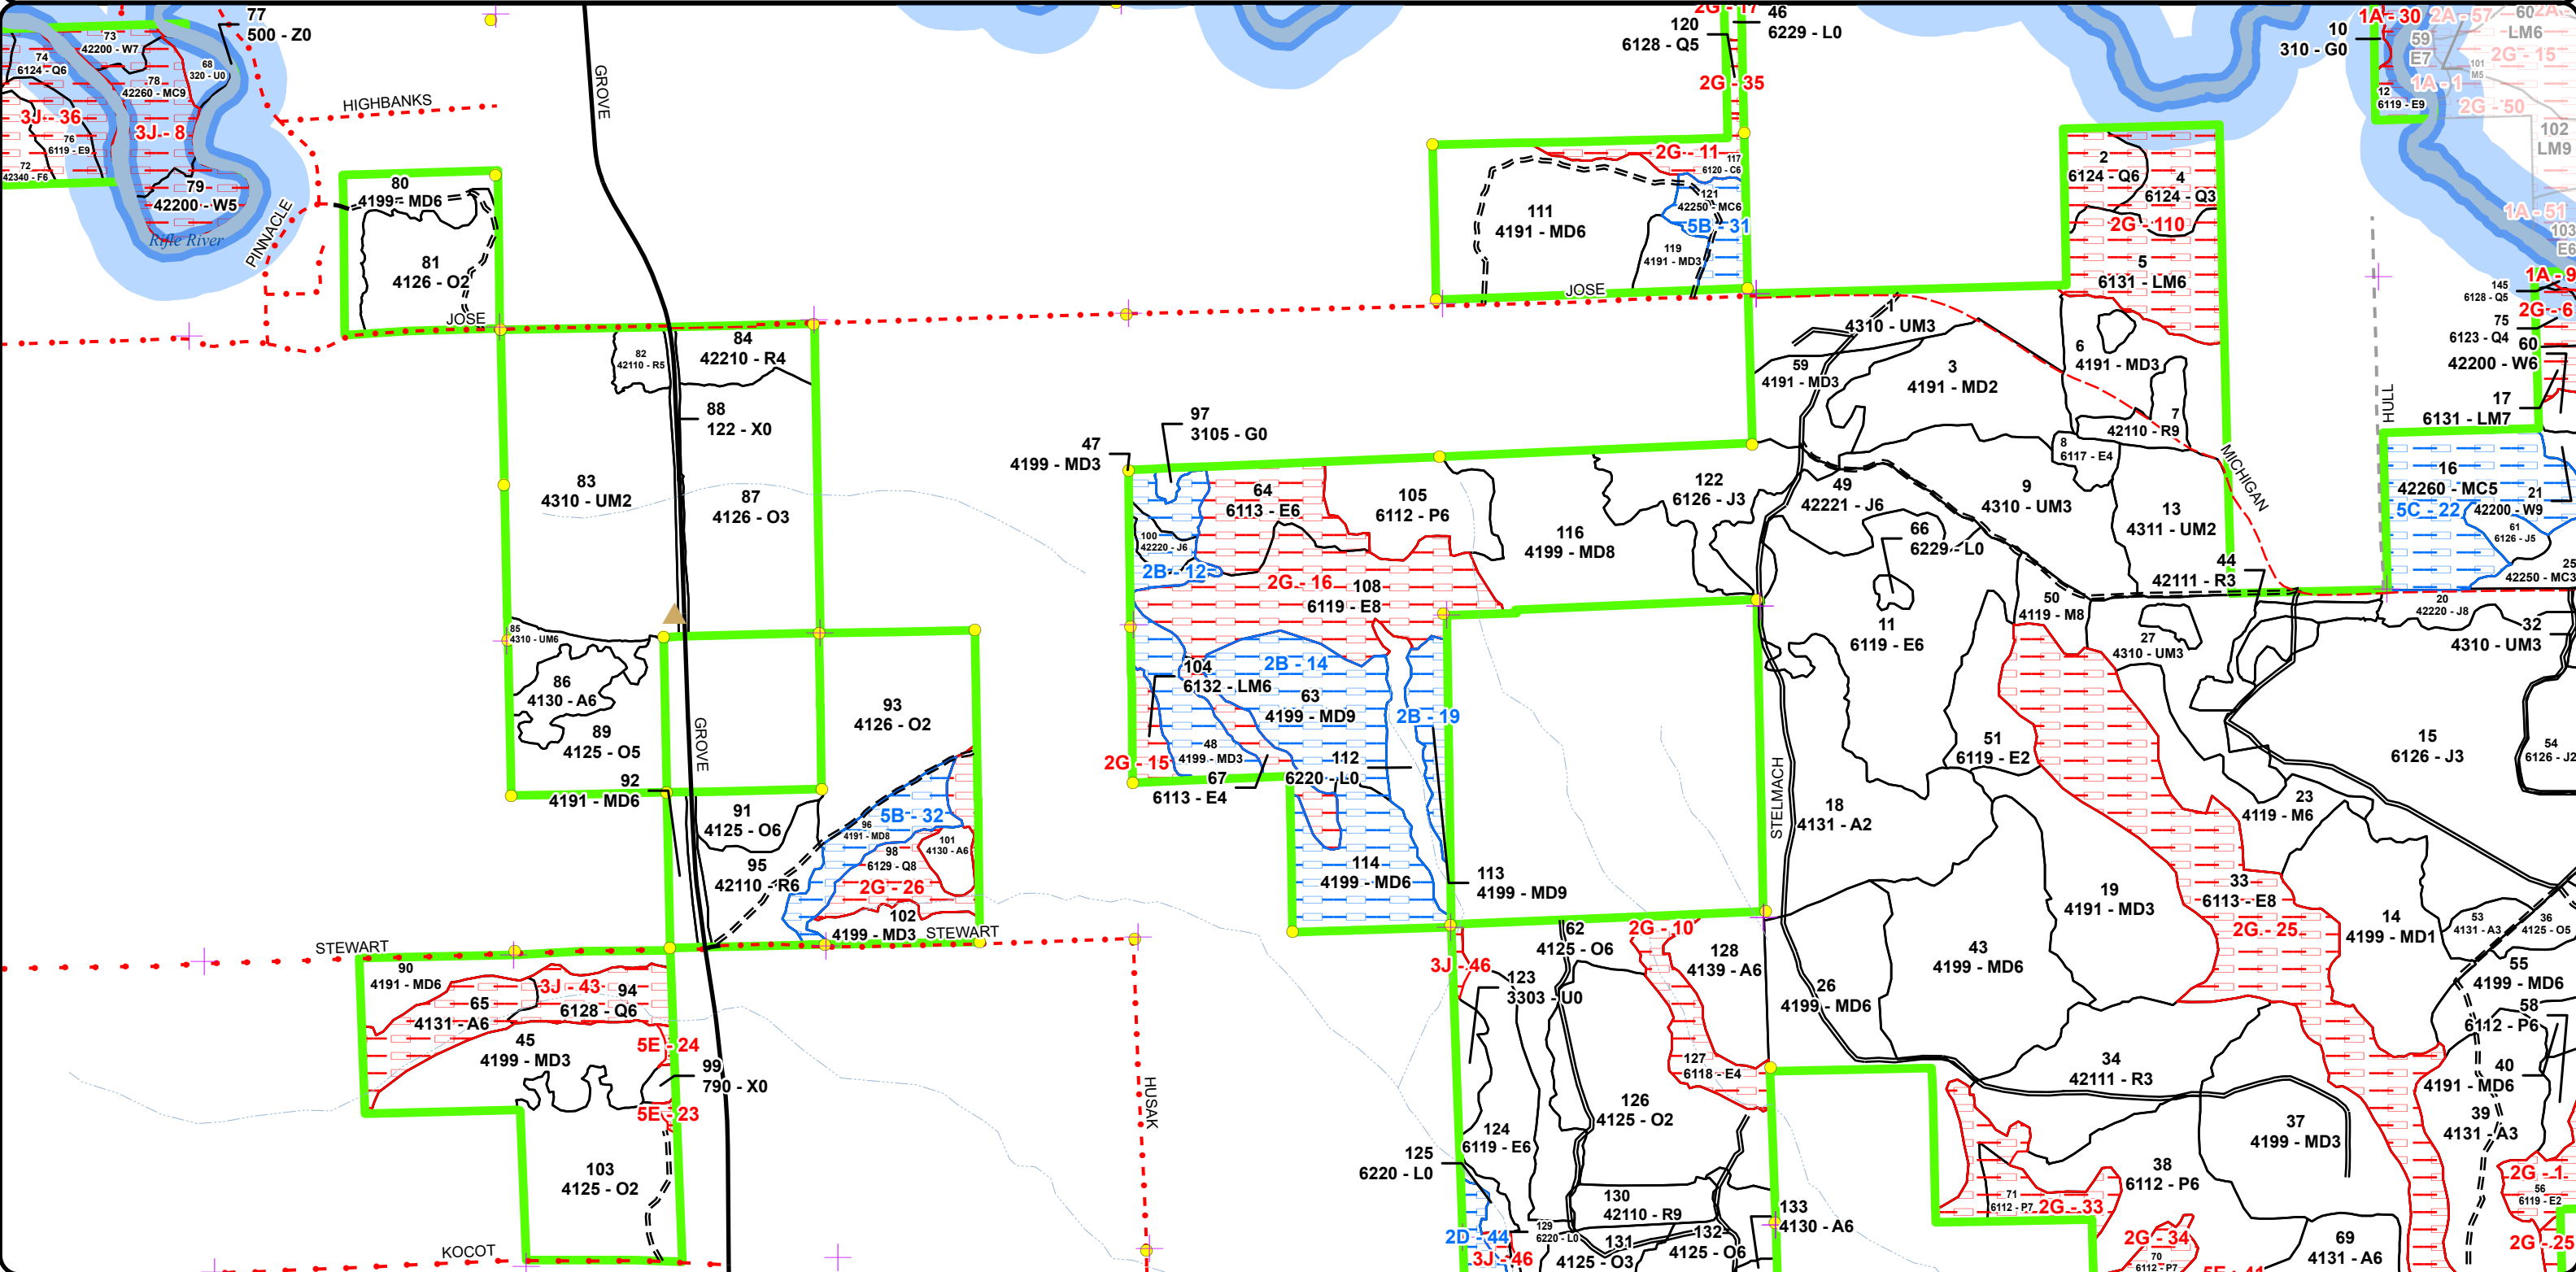 77
500 - Z0
73
42200 - W7
74
6124 - Q6
68
320 - U0
78
42260 - MC9
3J - 36
3J - 8
76
6119 - E9
72
42340 - F6
79
42200 - W5
Rifle River
HIGHBANKS
PINNACLE
GROVE
80
4199 - MD6
81
4126 - O2
JOSE
82
42110 - R5
84
42210 - R4
88
122 - X0
83
4310 - UM2
87
4126 - O3
85
4310 - UM6
86
4130 - A6
89
4125 - O5
GROVE
93
4126 - O2
92
4191 - MD6
91
4125 - O6
5B - 32
96
4191 - MD8
101
4130 - A6
98
6129 - Q8
95
42110 - R6
2G - 26
102
4199 - MD3
STEWART
STEWART
90
4191 - MD6
3J - 43
94
6128 - Q6
65
4131 - A6
45
4199 - MD3
5E - 24
99
790 - X0
5E - 23
103
4125 - O2
KOCOT
HUSAK
2G - 17
120
6128 - Q5
46
6229 - L0
2G - 35
2G - 11
117
6120 - C6
121
42250 - MC6
5B - 31
111
4191 - MD6
119
4191 - MD3
JOSE
97
3105 - G0
47
4199 - MD3
64
6113 - E6
105
6112 - P6
100
42220 - J6
2B - 12
2G - 16
108
6119 - E8
116
4199 - MD8
122
6126 - J3
104
6132 - LM6
2B - 14
63
4199 - MD9
2B - 19
48
4199 - MD3
2G - 15
67
6113 - E4
112
6220 - L0
114
4199 - MD6
113
4199 - MD9
STELMACH
1
4310 - UM3
59
4191 - MD3
3
4191 - MD2
2
6124 - Q6
4
6124 - Q3
2G - 110
5
6131 - LM6
6
4191 - MD3
7
42110 - R9
8
6117 - E4
49
42221 - J6
9
4310 - UM3
13
4311 - UM2
66
6229 - L0
11
6119 - E6
50
4119 - M8
44
42111 - R3
27
4310 - UM3
MICHIGAN
HULL
10
310 - G0
1A - 30
2A - 57
60
LM6
59
E7
101
M5
2G - 15
1A - 1
2G - 50
12
6119 - E9
102
LM9
1A - 51
103
E6
1A - 9
145
6128 - Q5
2G - 6
75
6123 - Q4
60
42200 - W6
17
6131 - LM7
16
42260 - MC5
21
42200 - W9
5C - 22
61
6126 - J5
25
42250 - MC3
20
42220 - J8
32
4310 - UM3
15
6126 - J3
54
6126 - J2
51
6119 - E2
18
4131 - A2
23
4119 - M6
33
6113 - E8
2G - 25
19
4191 - MD3
14
4199 - MD1
53
4131 - A3
36
4125 - O5
43
4199 - MD6
26
4199 - MD6
55
4199 - MD6
58
6112 - P6
34
42111 - R3
40
4191 - MD6
39
4131 - A3
37
4199 - MD3
38
6112 - P6
2G - 1
56
6119 - E2
71
6112 - P7
2G - 33
2G - 34
70
6112 - P7
69
4131 - A6
2G - 25
5E - 41
3J - 46
62
4125 - O6
2G - 10
128
4139 - A6
123
3303 - U0
127
6118 - E4
126
4125 - O2
124
6119 - E6
125
6220 - L0
130
42110 - R9
129
6220 - L0
131
4125 - O3
132
4125 - O6
133
4130 - A6
2D - 44
3J - 46